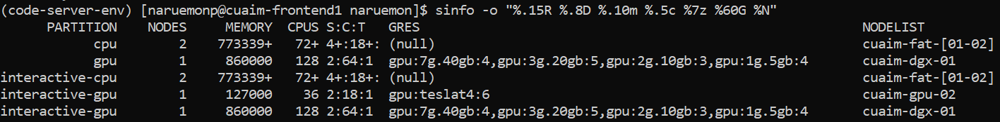 (code-server-env) [naruemonp@cuaim-frontend1 naruemon]$ sinfo -o "%.15R %.8D %.10m %.5c %7z %60G %N"
PARTITION NODES MEMORY CPUS S:C:T GRES NODELIST
cpu 2 773339+ 72+ 4+:18+: (null) cuaim-fat-[01-02]
gpu 1 860000 128 2:64:1 gpu:7g.40gb:4,gpu:3g.20gb:5,gpu:2g.10gb:3,gpu:1g.5gb:4 cuaim-dgx-01
interactive-cpu 2 773339+ 72+ 4+:18+: (null) cuaim-fat-[01-02]
interactive-gpu 1 127000 36 2:18:1 gpu:teslat4:6 cuaim-gpu-02
interactive-gpu 1 860000 128 2:64:1 gpu:7g.40gb:4,gpu:3g.20gb:5,gpu:2g.10gb:3,gpu:1g.5gb:4 cuaim-dgx-01